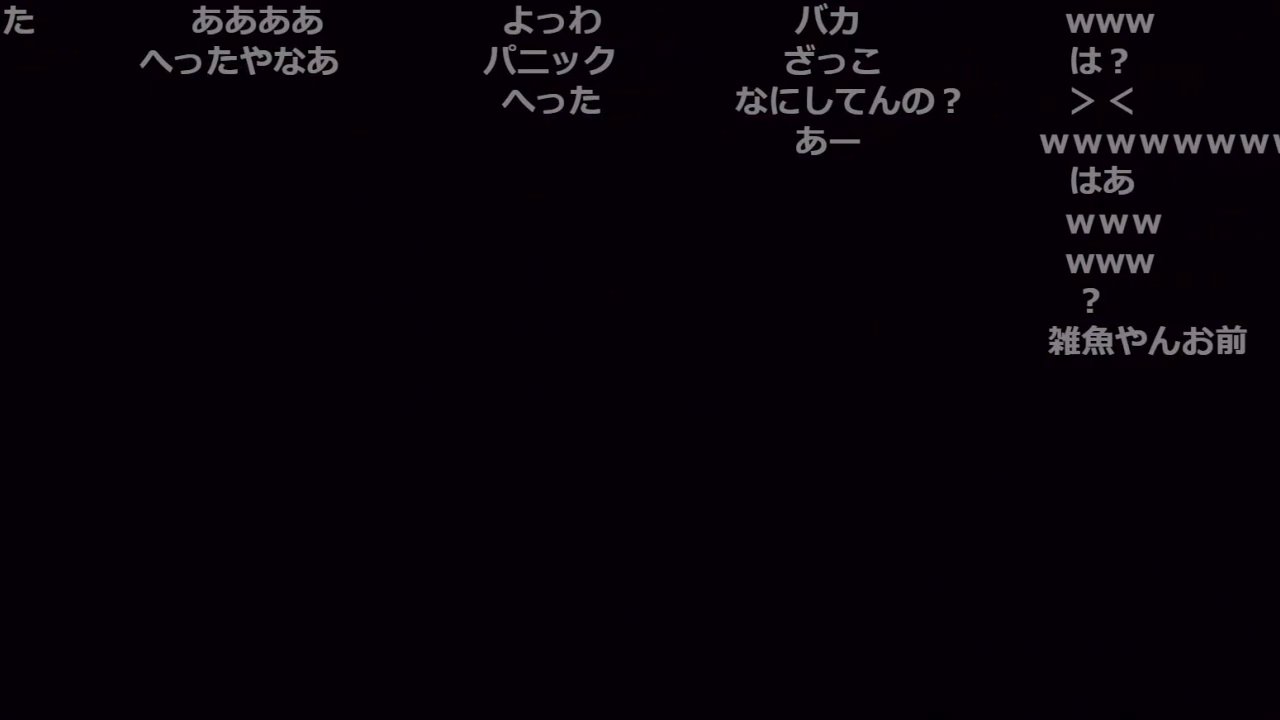 た
ああああ
へったやなあ
よっわ
パニック
へった
バカ
ざっこ
なにしてんの？
あー
www
は？
＞＜
ｗｗｗｗｗｗｗｗ
はあ
ｗｗｗ
www
？
雑魚やんお前